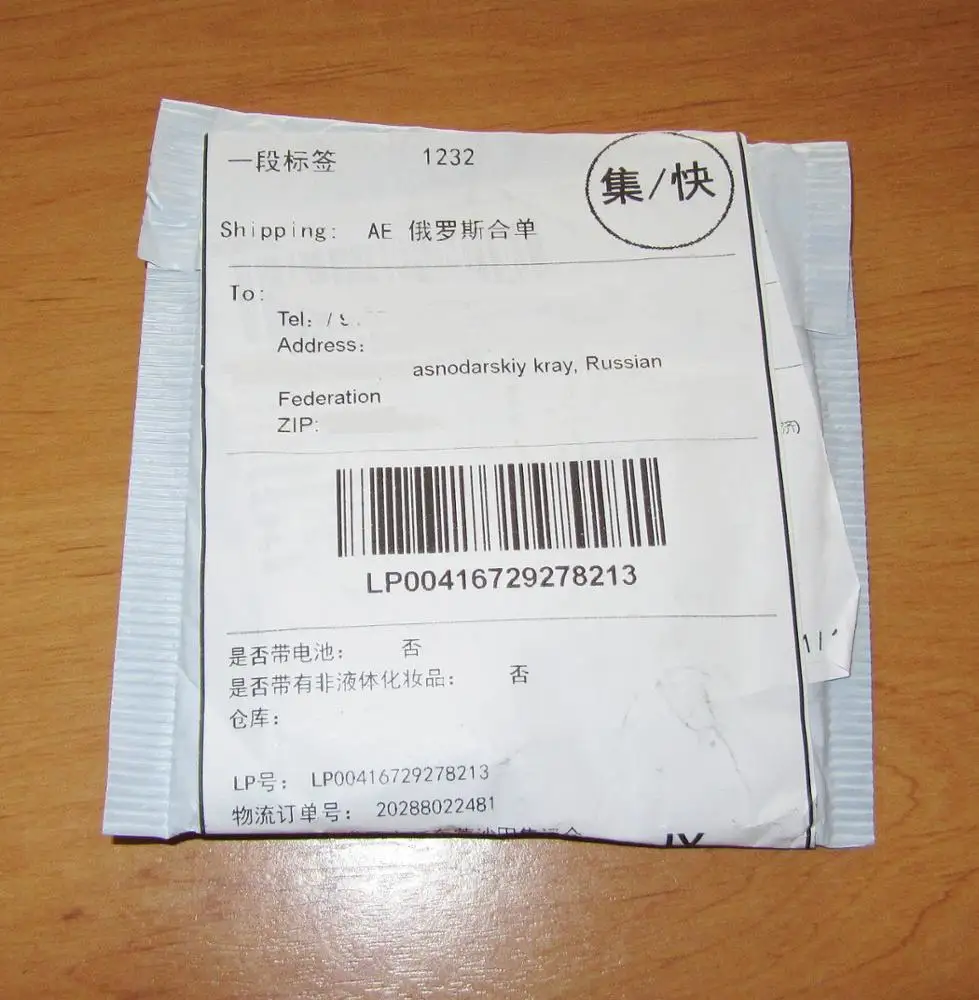 一段标签 1232
集/快
Shipping: AE 俄罗斯合单
To:
Tel:
Address:
asnodarskiy kray, Russian
Federation
ZIP:
LP00416729278213
是否带电池: 否
是否带有非液体化妆品: 否
仓库:
LP号: LP00416729278213
物流订单号: 20288022481